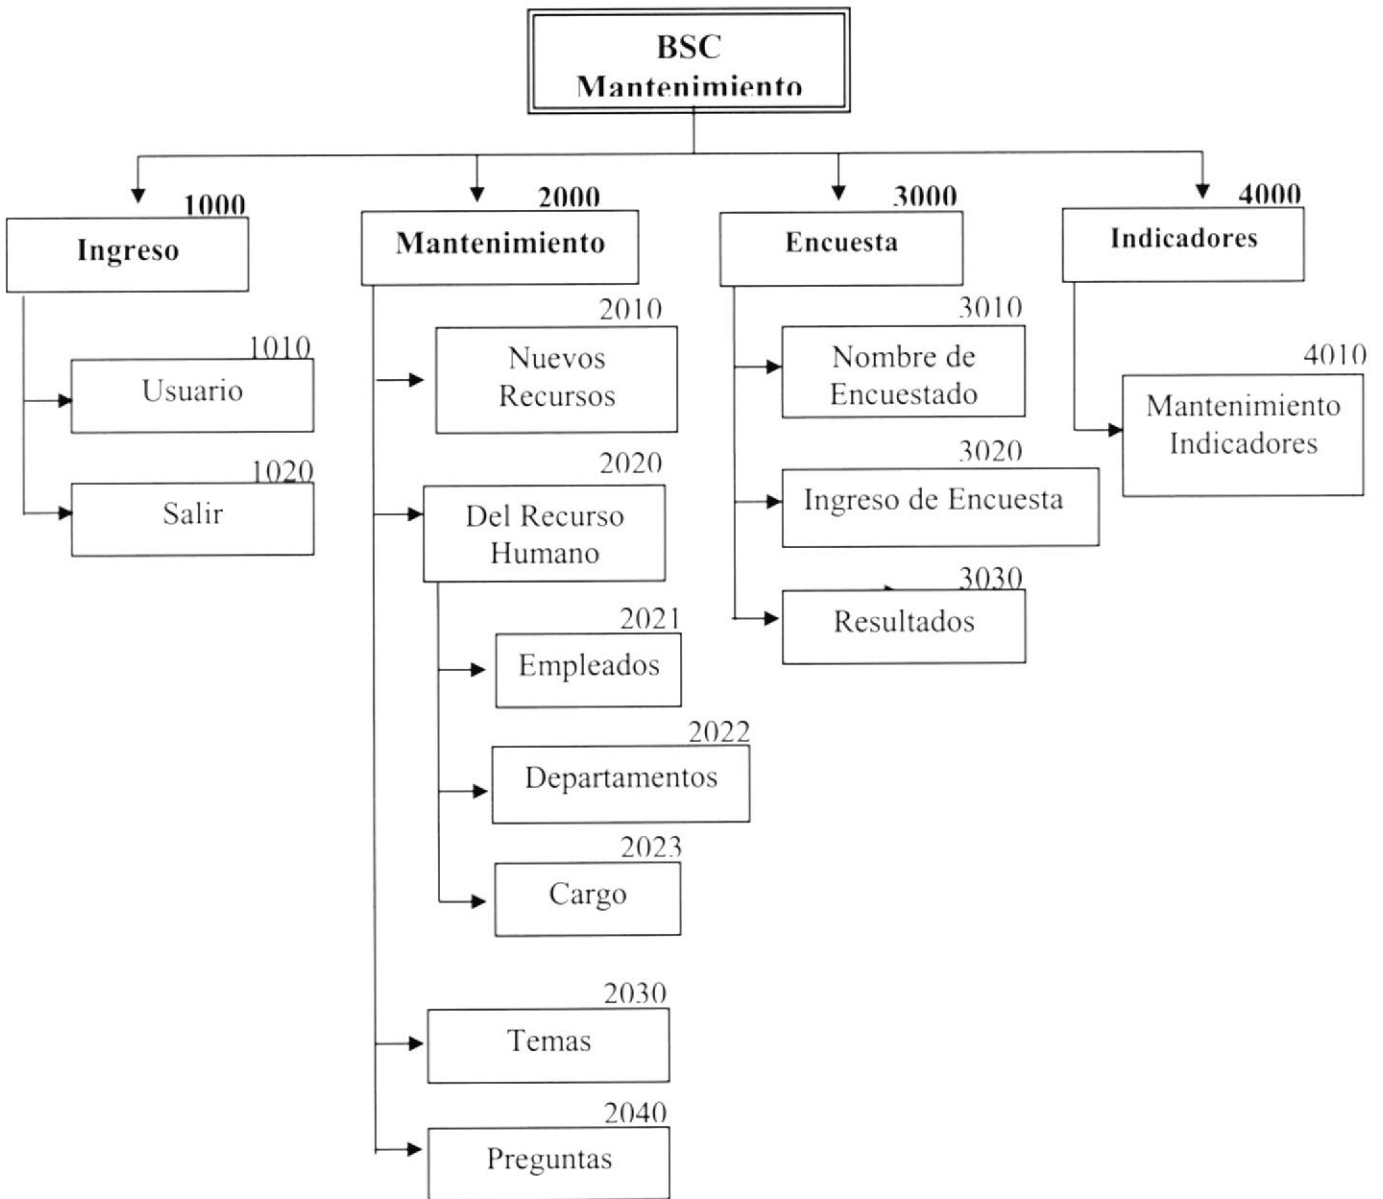 BSC
Mantenimiento
1000
Ingreso
1010
Usuario
1020
Salir
2000
Mantenimiento
2010
Nuevos
Recursos
2020
Del Recurso
Humano
2021
Empleados
2022
Departamentos
2023
Cargo
2030
Temas
2040
Preguntas
3000
Encuesta
3010
Nombre de
Encuestado
3020
Ingreso de Encuesta
3030
Resultados
4000
Indicadores
4010
Mantenimiento
Indicadores